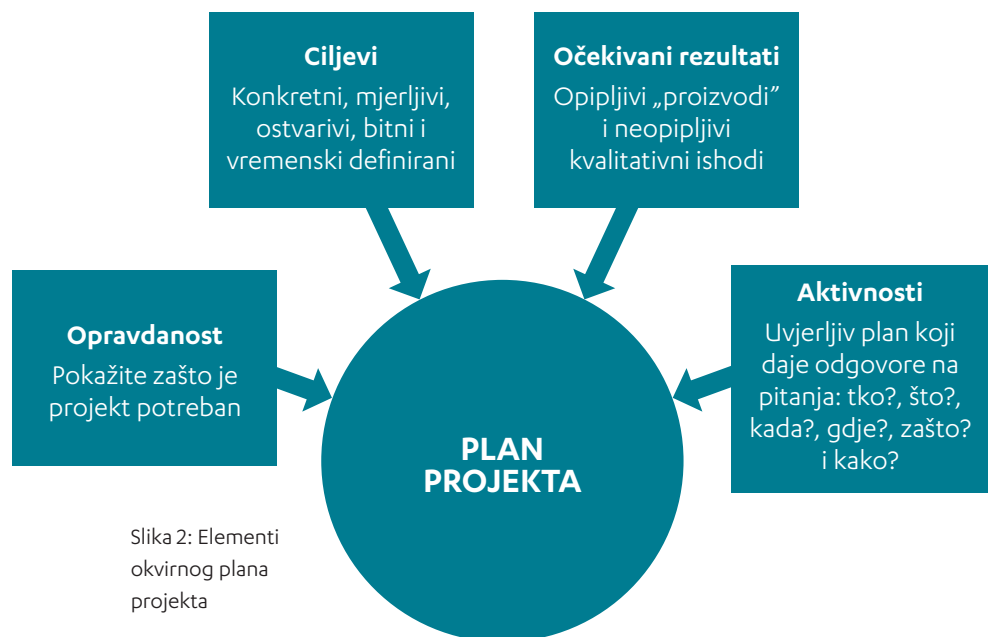 Ciljevi
Konkretni, mjerljivi,
ostvarivi, bitni i
vremenski definirani
Očekivani rezultati
Opipljivi „proizvodi”
i neopipljivi
kvalitativni ishodi
Opravdanost
Pokažite zašto je
projekt potreban
Aktivnosti
Uvjerljiv plan koji
daje odgovore na
pitanja: tko?, što?,
kada?, gdje?, zašto?
i kako?
PLAN
PROJEKTA
Slika 2: Elementi
okvirnog plana
projekta